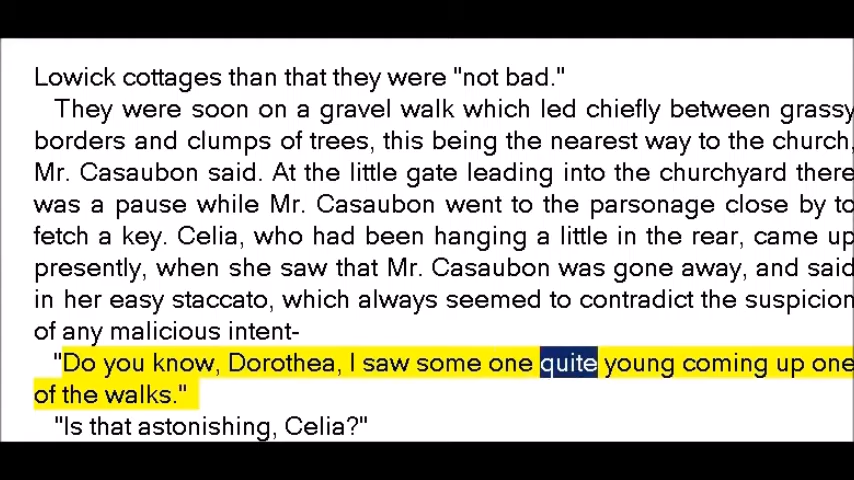 Lowick cottages than that they were "not bad."
They were soon on a gravel walk which led chiefly between grassy
borders and clumps of trees, this being the nearest way to the church,
Mr. Casaubon said. At the little gate leading into the churchyard there
was a pause while Mr. Casaubon went to the parsonage close by to
fetch a key. Celia, who had been hanging a little in the rear, came up
presently, when she saw that Mr. Casaubon was gone away, and said
in her easy staccato, which always seemed to contradict the suspicion
of any malicious intent-
"Do you know, Dorothea, I saw some one quite young coming up one
of the walks."
"Is that astonishing, Celia?"